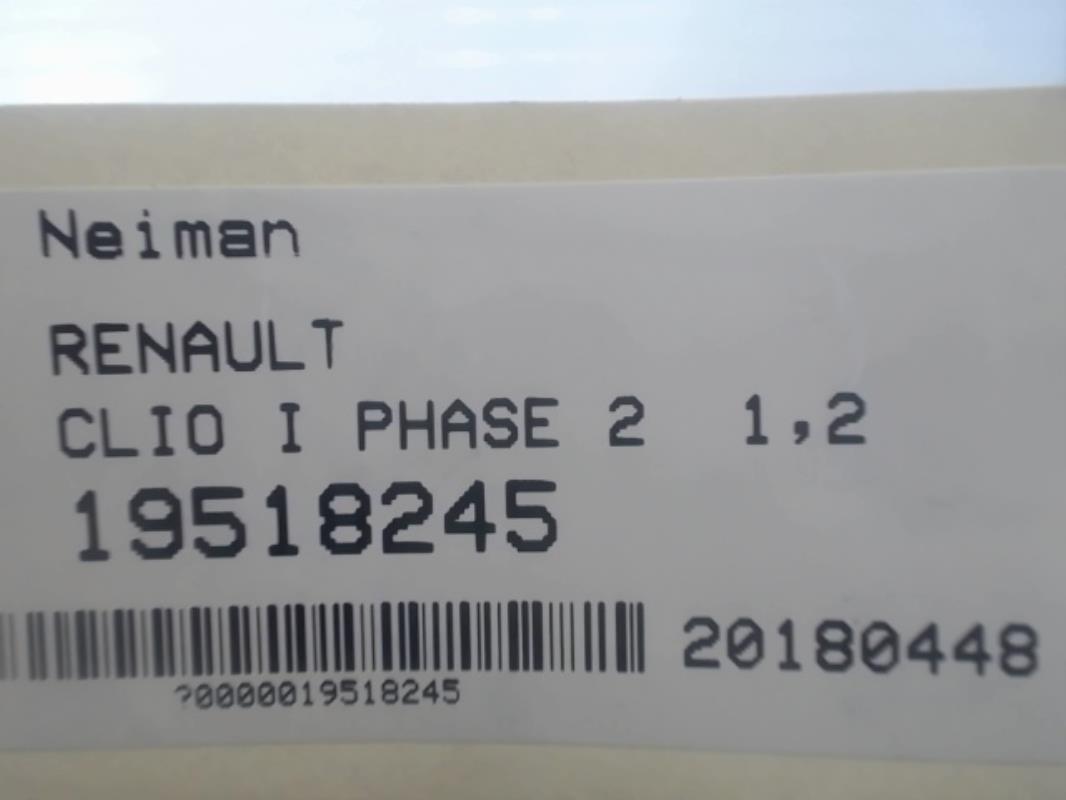 Neiman
RENAULT
CLIO I PHASE 2 1,2
19518245
20180448
?0000019518245